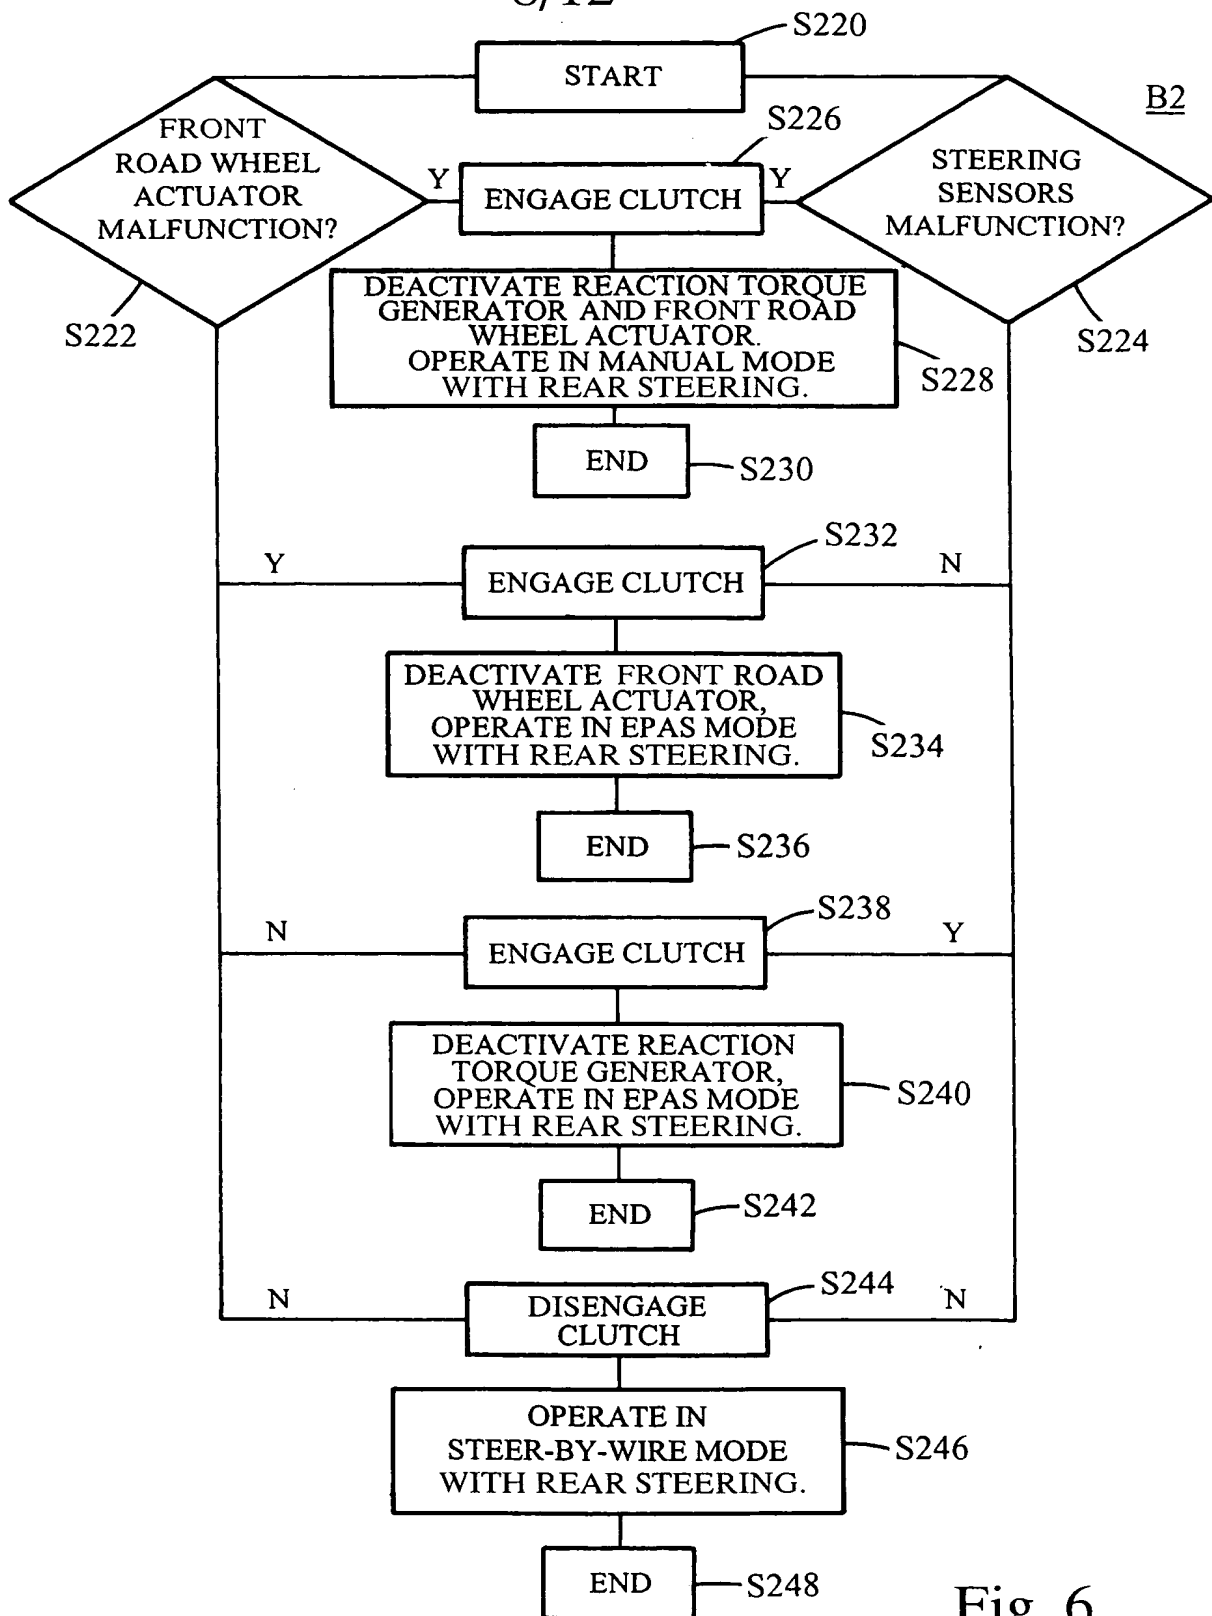 S220
START
B2
S226
FRONT
ROAD WHEEL
ACTUATOR
MALFUNCTION?
Y
ENGAGE CLUTCH
Y
STEERING
SENSORS
MALFUNCTION?
S222
DEACTIVATE REACTION TORQUE
GENERATOR AND FRONT ROAD
WHEEL ACTUATOR.
OPERATE IN MANUAL MODE
WITH REAR STEERING.
S224
S228
END
S230
S232
Y
ENGAGE CLUTCH
N
DEACTIVATE FRONT ROAD
WHEEL ACTUATOR,
OPERATE IN EPAS MODE
WITH REAR STEERING.
S234
END
S236
S238
N
ENGAGE CLUTCH
Y
DEACTIVATE REACTION
TORQUE GENERATOR,
OPERATE IN EPAS MODE
WITH REAR STEERING.
S240
END
S242
S244
N
DISENGAGE
CLUTCH
N
OPERATE IN
STEER-BY-WIRE MODE
WITH REAR STEERING.
S246
END
S248
Fig. 6